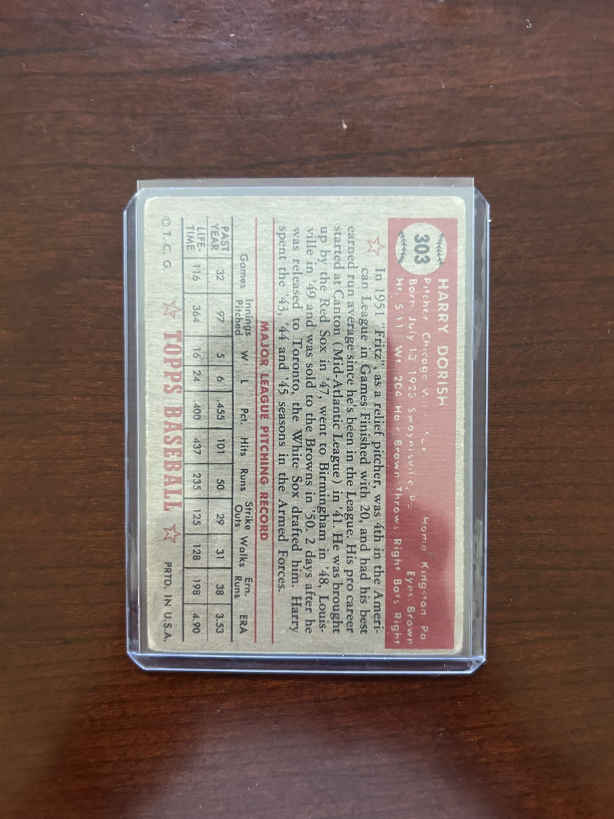 303
HARRY DORISH
Pitcher Chicago Home Kingston Pa
Born July 13 1923 Swoyersville,
Ht. 5'11 Wt. 204 Hair Brown Eyes Brown
Throws Right Bats Right
In 1951 "Fritz", as a relief pitcher, was 4th in the Ameri-
can League in Games Finished with 20, and had his best
earned run average since he's been in the League. His pro career
started at Canton (Mid-Atlantic League) in '41. He was brought
up by the Red Sox in '47, went to Birmingham in '48, Louis-
ville in '49 and was sold to the Browns in '50. 2 days after he
was released to Toronto, the White Sox drafted him. Harry
spent the '43, '44 and '45 seasons in the Armed Forces.
MAJOR LEAGUE PITCHING RECORD
Games Innings Pitched W L Pct. Hits Runs Strike Outs Walks Ern. Runs ERA
PAST YEAR 32 97 5 6 .455 101 50 29 31 38 3.53
LIFE-TIME 116 364 16 24 .400 437 235 125 128 198 4.90
© T. C. G. TOPPS BASEBALL PRTD. IN U.S.A.